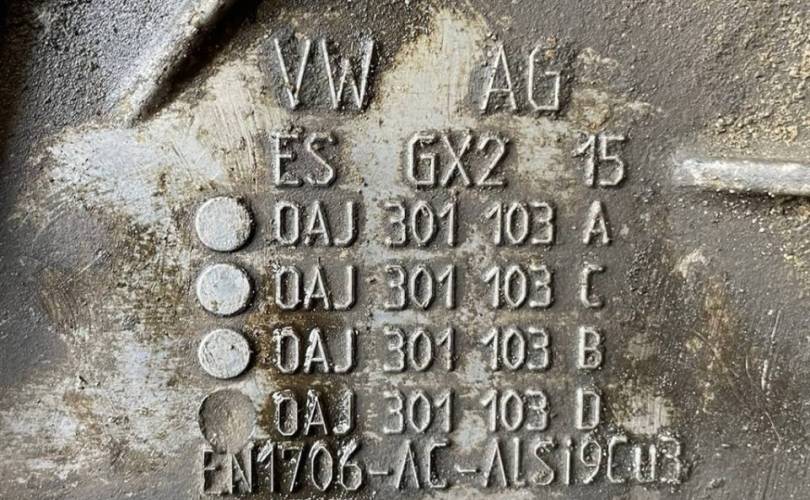 VW AG
ES GX2 15
0AJ 301 103 A
0AJ 301 103 C
0AJ 301 103 B
0AJ 301 103 D
EN1706-AC-AlSi9Cu3